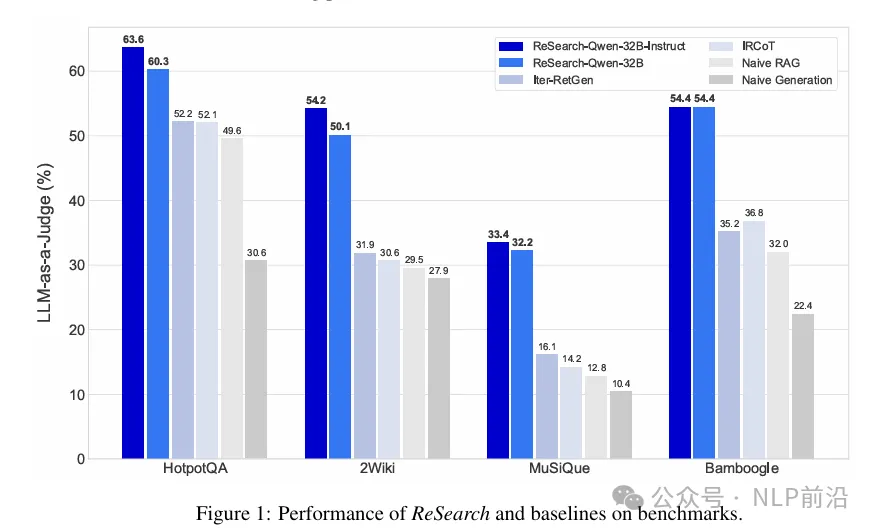 63.6
60.3
52.2
52.1
49.6
30.6
54.2
50.1
31.9
30.6
29.5
27.9
33.4
32.2
16.1
14.2
12.8
10.4
54.4
54.4
35.2
36.8
32.0
22.4
ReSearch-Qwen-32B-Instruct
ReSearch-Qwen-32B
Iter-RetGen
IRCoT
Naive RAG
Naive Generation
LLM-as-a-Judge (%)
60
50
40
30
20
10
0
HotpotQA
2Wiki
MuSiQue
Bamboogle
公众号 · NLP前沿
Figure 1: Performance of ReSearch and baselines on benchmarks.